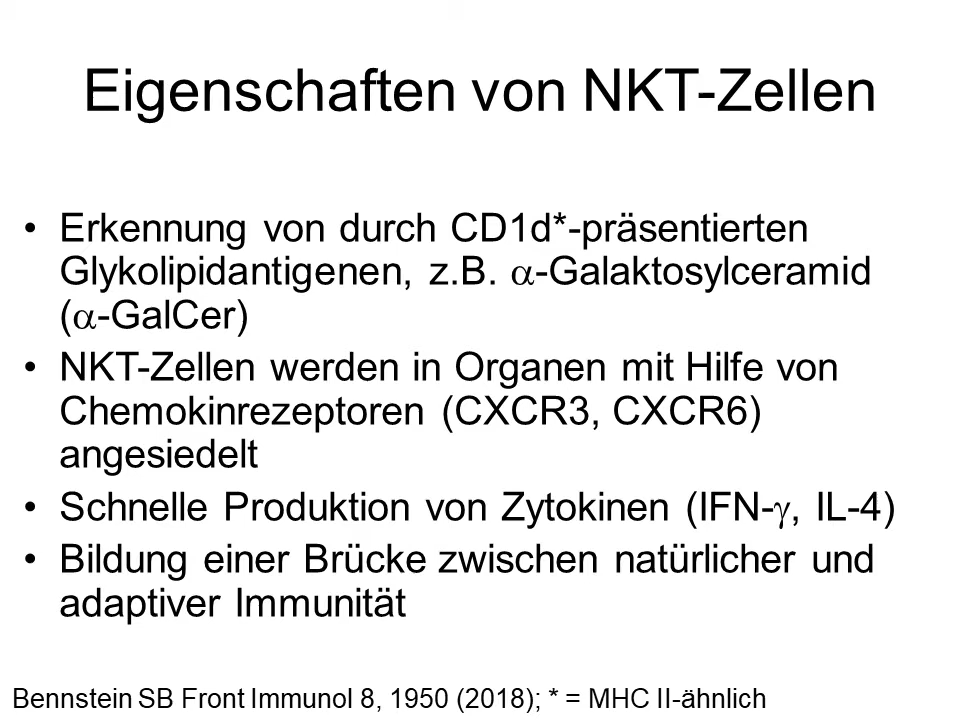 Eigenschaften von NKT-Zellen
• Erkennung von durch CD1d*-präsentierten
Glykolipidantigenen, z.B. α-Galaktosylceramid
(α-GalCer)
• NKT-Zellen werden in Organen mit Hilfe von
Chemokinrezeptoren (CXCR3, CXCR6)
angesiedelt
• Schnelle Produktion von Zytokinen (IFN-γ, IL-4)
• Bildung einer Brücke zwischen natürlicher und
adaptiver Immunität
Bennstein SB Front Immunol 8, 1950 (2018); * = MHC II-ähnlich